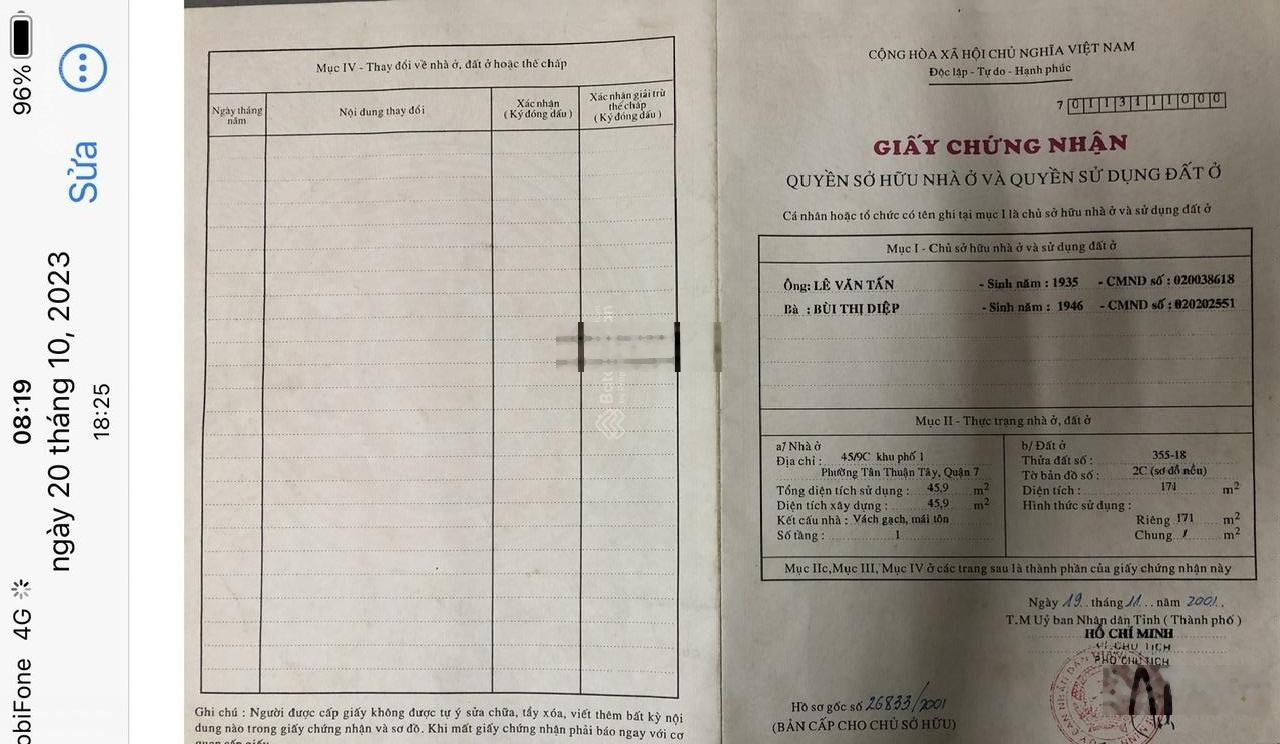 96%
08:19
obiFone 4G
Sửa
ngày 20 tháng 10, 2023
18:25
Mục IV - Thay đổi về nhà ở, đất ở hoặc thế chấp
Ngày tháng năm
Nội dung thay đổi
Xác nhận
( Ký đóng dấu )
Xác nhận giải trừ
thế chấp
( Ký đóng dấu )
Ghi chú : Người được cấp giấy không được tự ý sửa chữa, tẩy xóa, viết thêm bất kỳ nội
dung nào trong giấy chứng nhận và sơ đồ. Khi mất giấy chứng nhận phải báo ngay với cơ
quan cấp giấy.
CỘNG HÒA XÃ HỘI CHỦ NGHĨA VIỆT NAM
Độc lập - Tự do - Hạnh phúc
7 0113111000
GIẤY CHỨNG NHẬN
QUYỀN SỞ HỮU NHÀ Ở VÀ QUYỀN SỬ DỤNG ĐẤT Ở
Cá nhân hoặc tổ chức có tên ghi tại mục I là chủ sở hữu nhà ở và sử dụng đất ở
Mục I - Chủ sở hữu nhà ở và sử dụng đất ở
Ông: LÊ VĂN TẤN - Sinh năm : 1935 - CMND số : 020038618
Bà : BÙI THỊ DIỆP - Sinh năm : 1946 - CMND số : 020202551
Mục II - Thực trạng nhà ở, đất ở
a/ Nhà ở
Địa chỉ : 45/9C khu phố 1
Phường Tân Thuận Tây, Quận 7
Tổng diện tích sử dụng : 45,9 m2
Diện tích xây dựng : 45,9 m2
Kết cấu nhà : Vách gạch, mái tôn
Số tầng : 1
b/ Đất ở
Thửa đất số : 355-18
Tờ bản đồ số : 2C (sơ đồ nền)
Diện tích : 171 m2
Hình thức sử dụng :
Riêng 171 m2
Chung / m2
Mục IIc,Mục III, Mục IV ở các trang sau là thành phần của giấy chứng nhận này
Ngày 19 tháng 11 năm 2001
T.M Uỷ ban Nhân dân Tỉnh ( Thành phố )
HỒ CHÍ MINH
PHÓ CHỦ TỊCH
Hồ sơ gốc số 26833/2001
(BẢN CẤP CHO CHỦ SỞ HỮU)